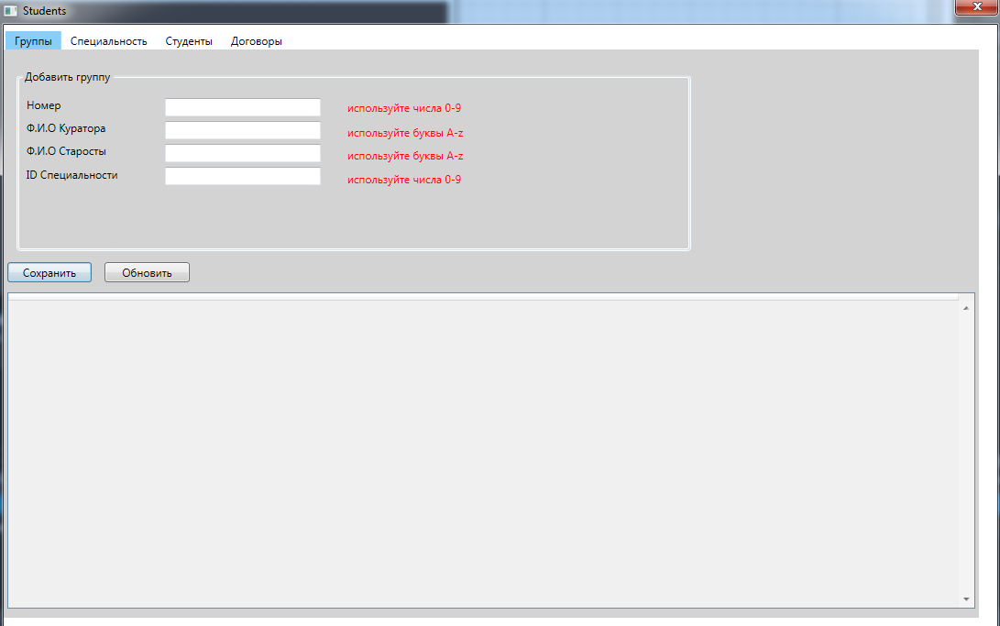 Students
Группы Специальность Студенты Договоры
Добавить группу
Номер используйте числа 0-9
Ф.И.О Куратора используйте буквы A-z
Ф.И.О Старосты используйте буквы A-z
ID Специальности используйте числа 0-9
Сохранить Обновить